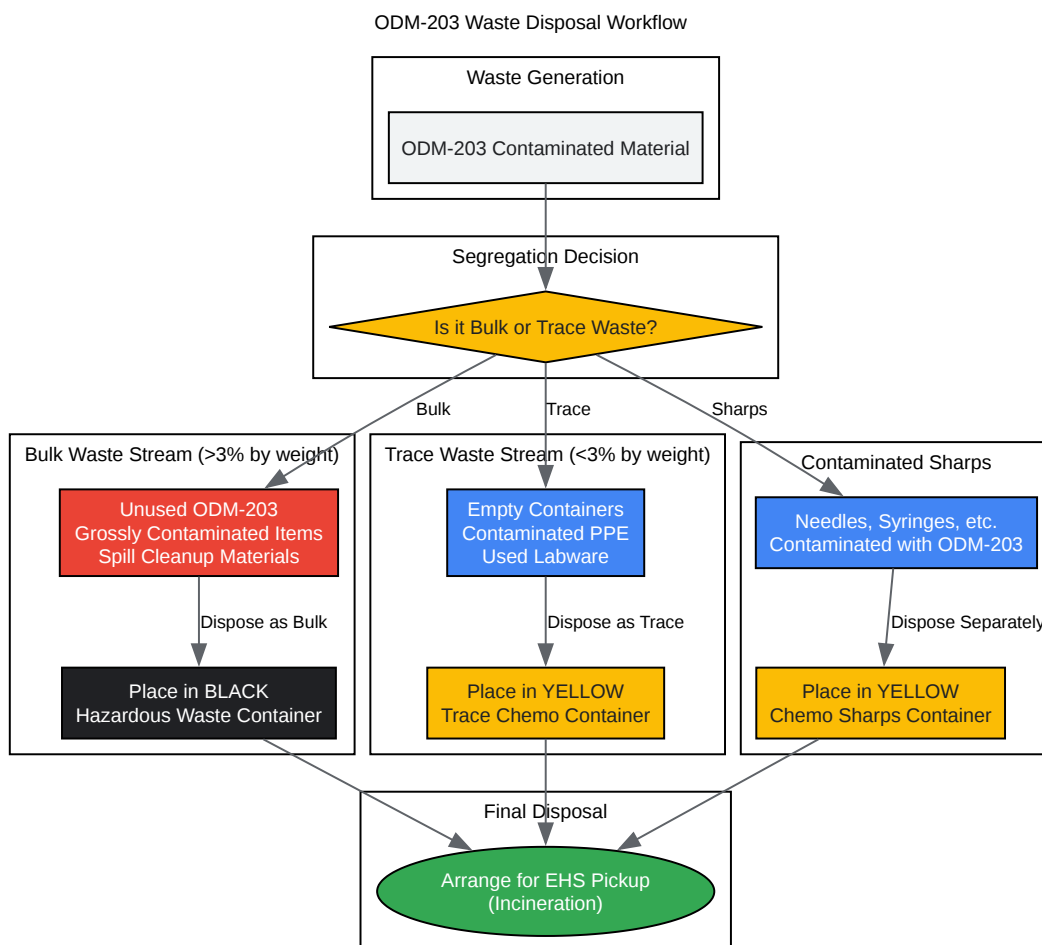 ODM-203 Waste Disposal Workflow
Waste Generation
ODM-203 Contaminated Material
Segregation Decision
Is it Bulk or Trace Waste?
Bulk
Trace
Sharps
Bulk Waste Stream (>3% by weight)
Unused ODM-203
Grossly Contaminated Items
Spill Cleanup Materials
Dispose as Bulk
Place in BLACK
Hazardous Waste Container
Trace Waste Stream (<3% by weight)
Empty Containers
Contaminated PPE
Used Labware
Dispose as Trace
Place in YELLOW
Trace Chemo Container
Contaminated Sharps
Needles, Syringes, etc.
Contaminated with ODM-203
Dispose Separately
Place in YELLOW
Chemo Sharps Container
Final Disposal
Arrange for EHS Pickup
(Incineration)